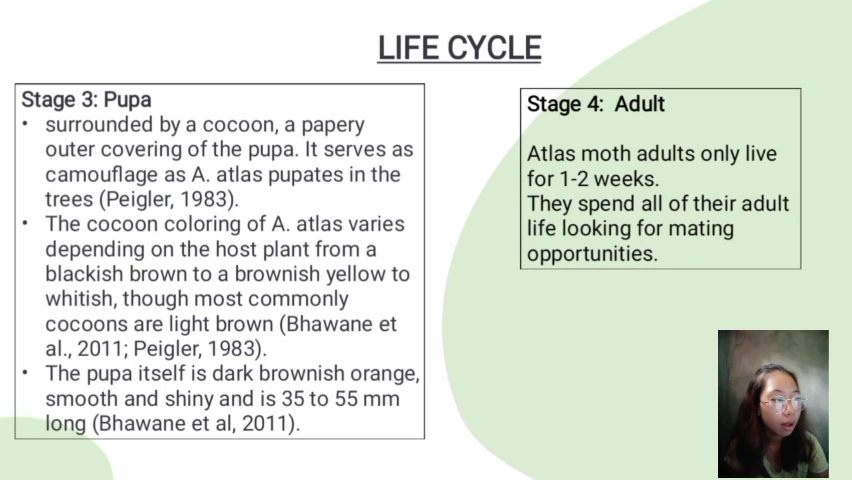 LIFE CYCLE
Stage 3: Pupa
• surrounded by a cocoon, a papery
outer covering of the pupa. It serves as
camouflage as A. atlas pupates in the
trees (Peigler, 1983).
• The cocoon coloring of A. atlas varies
depending on the host plant from a
blackish brown to a brownish yellow to
whitish, though most commonly
cocoons are light brown (Bhawane et
al., 2011; Peigler, 1983).
• The pupa itself is dark brownish orange,
smooth and shiny and is 35 to 55 mm
long (Bhawane et al, 2011).
Stage 4: Adult
Atlas moth adults only live
for 1-2 weeks.
They spend all of their adult
life looking for mating
opportunities.